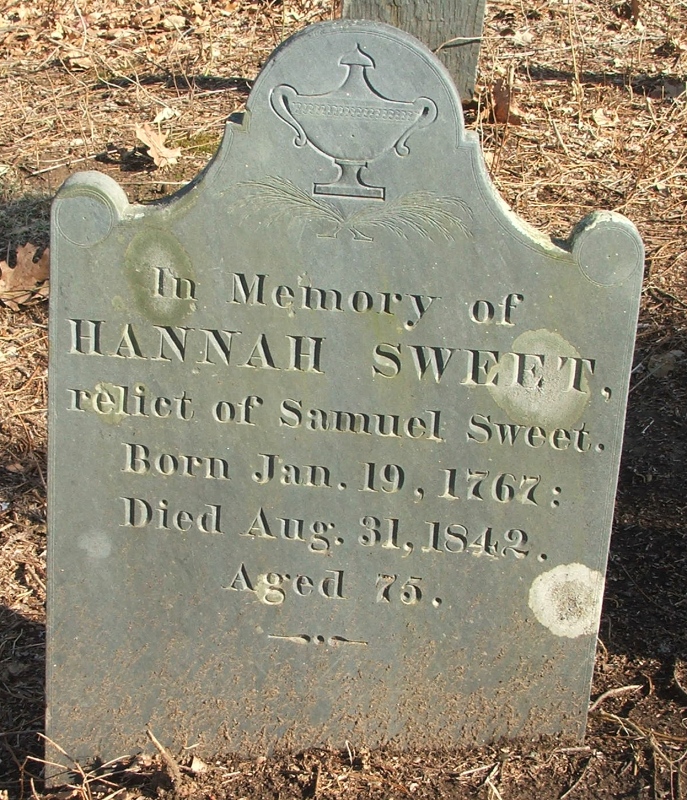 In Memory of
HANNAH SWEET,
relict of Samuel Sweet.
Born Jan. 19, 1767:
Died Aug. 31, 1842.
Aged 75.